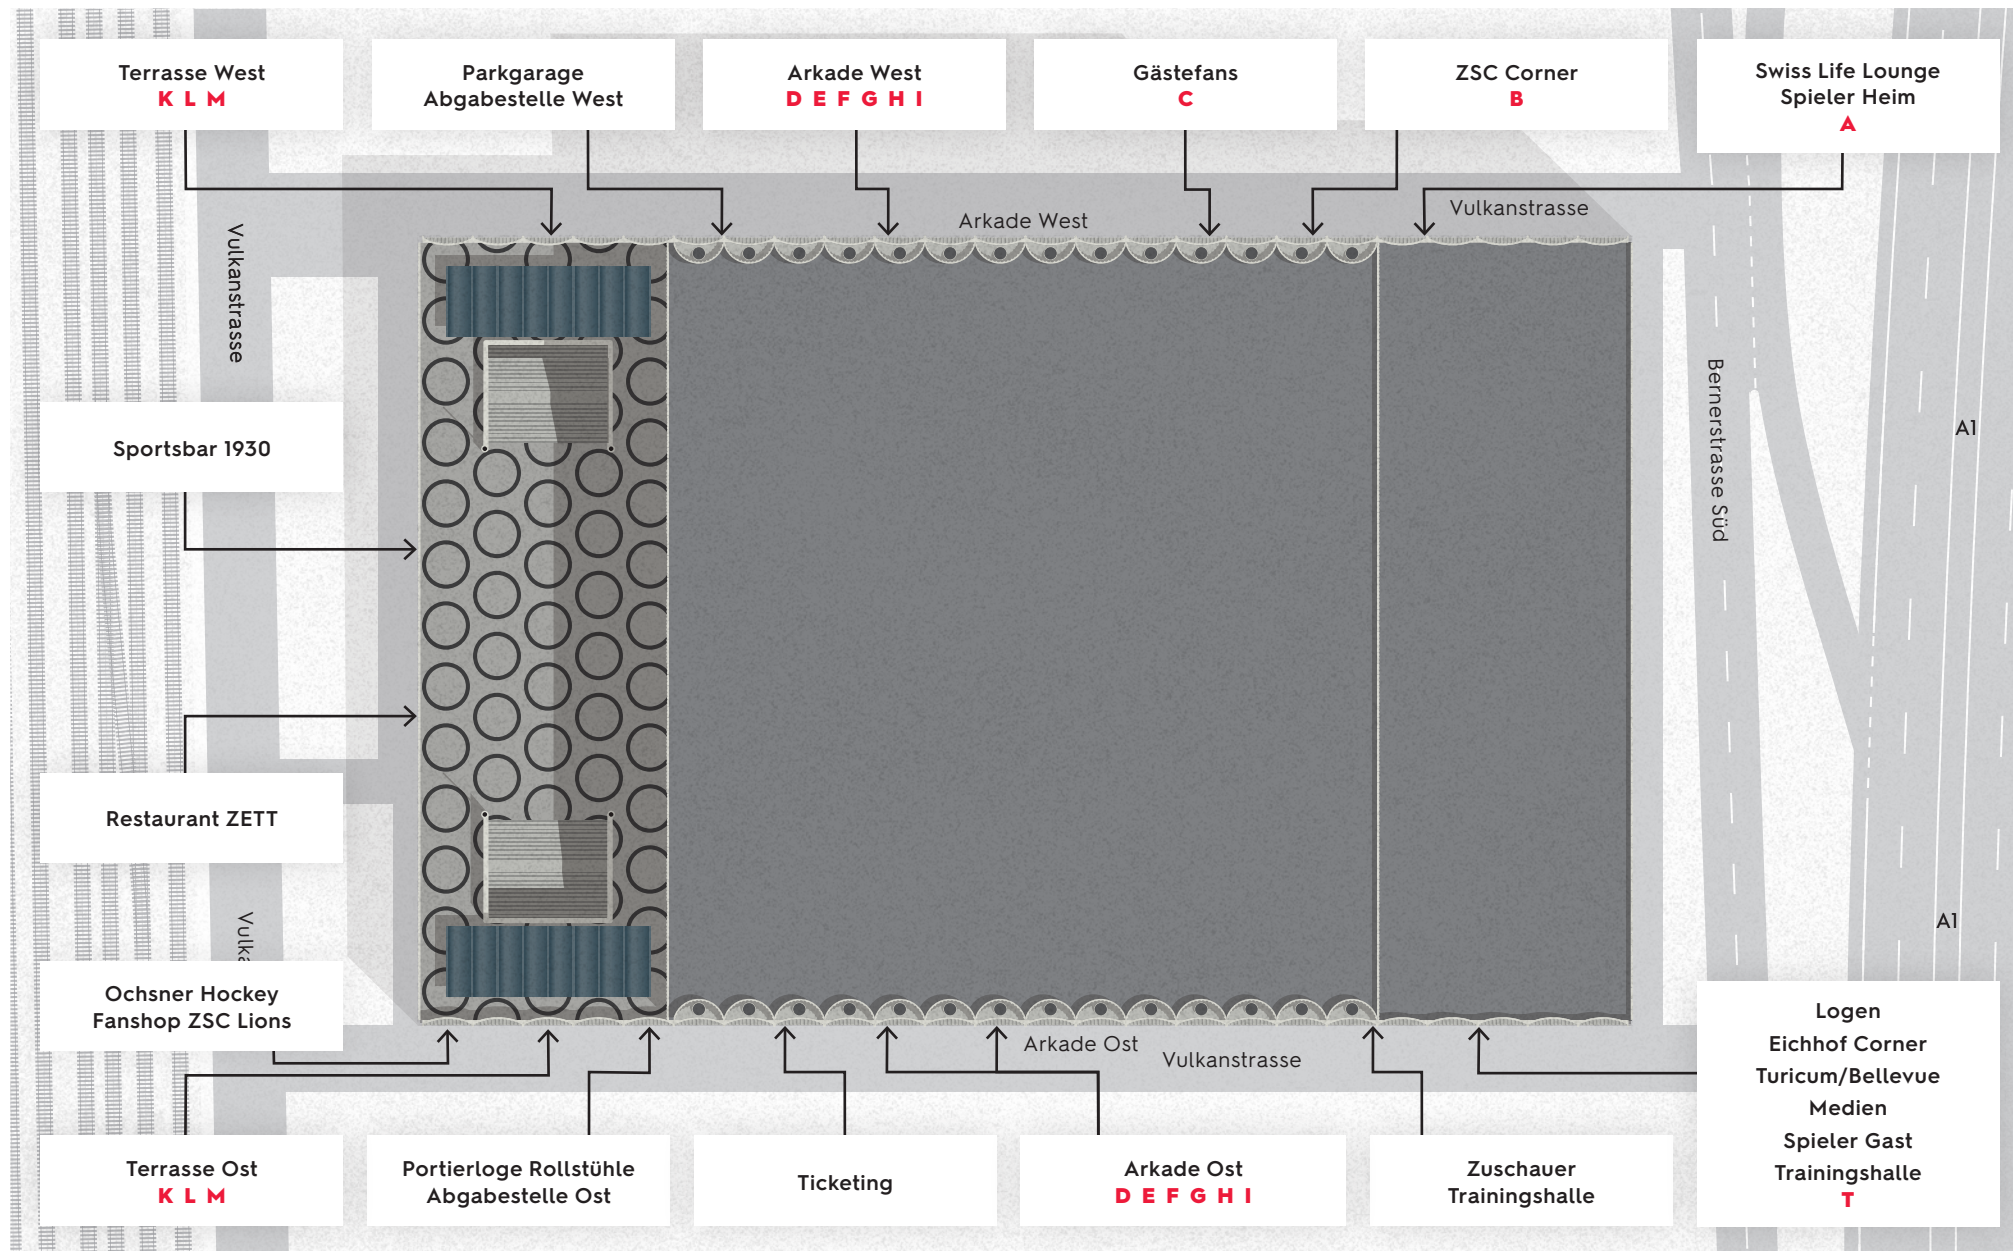 Terrasse West
K L M
Parkgarage
Abgabestelle West
Arkade West
D E F G H I
Gästefans
C
ZSC Corner
B
Swiss Life Lounge
Spieler Heim
A
Arkade West
Vulkanstrasse
Vulkanstrasse
Bernerstrasse Süd
A1
Sportsbar 1930
Restaurant ZETT
A1
Vulka
Ochsner Hockey
Fanshop ZSC Lions
Arkade Ost
Vulkanstrasse
Logen
Eichhof Corner
Turicum/Bellevue
Medien
Spieler Gast
Trainingshalle
T
Terrasse Ost
K L M
Portierloge Rollstühle
Abgabestelle Ost
Ticketing
Arkade Ost
D E F G H I
Zuschauer
Trainingshalle